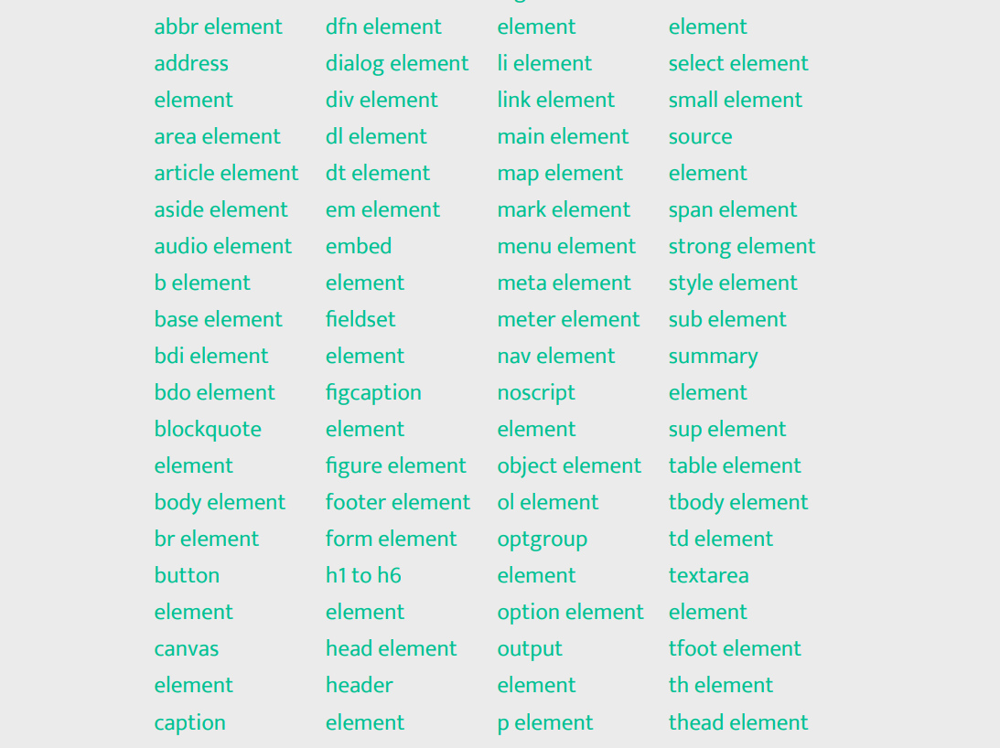 abbr element
address
element
area element
article element
aside element
audio element
b element
base element
bdi element
bdo element
blockquote
element
body element
br element
button
element
canvas
element
caption
dfn element
dialog element
div element
dl element
dt element
em element
embed
element
fieldset
element
figcaption
element
figure element
footer element
form element
h1 to h6
element
head element
header
element
element
li element
link element
main element
map element
mark element
menu element
meta element
meter element
nav element
noscript
element
object element
ol element
optgroup
element
option element
output
element
p element
element
select element
small element
source
element
span element
strong element
style element
sub element
summary
element
sup element
table element
tbody element
td element
textarea
element
tfoot element
th element
thead element